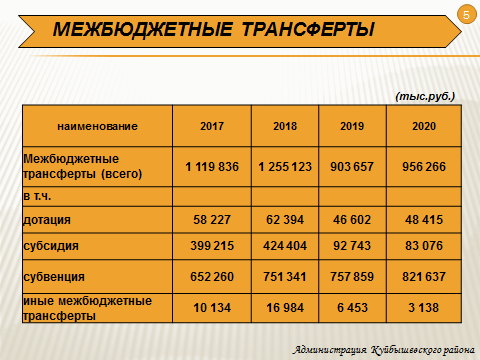 5
МЕЖБЮДЖЕТНЫЕ ТРАНСФЕРТЫ
(тыс.руб.)
наименование 2017 2018 2019 2020
Межбюджетные
трансферты (всего) 1 119 836 1 255 123 903 657 956 266
в т.ч.
дотация 58 227 62 394 46 602 48 415
субсидия 399 215 424 404 92 743 83 076
субвенция 652 260 751 341 757 859 821 637
иные межбюджетные
трансферты 10 134 16 984 6 453 3 138
Администрация Куйбышевского района